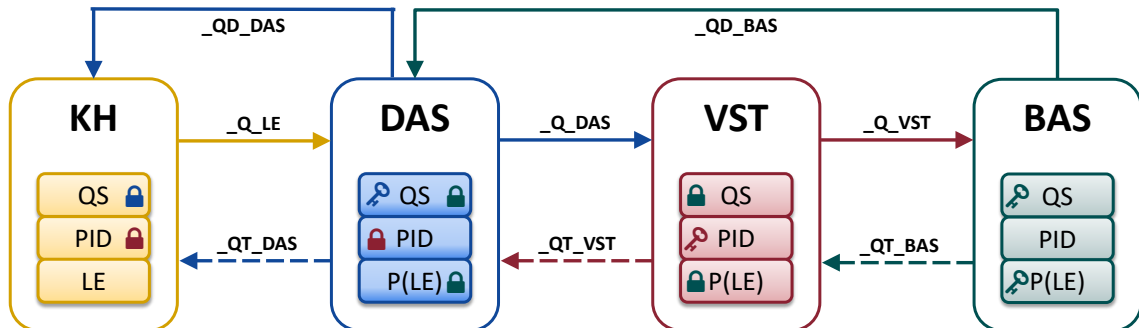 _QD_DAS
_QD_BAS
KH
_Q_LE
DAS
_Q_DAS
VST
_Q_VST
BAS
QS
QS
QS
QS
PID
PID
PID
PID
_QT_DAS
_QT_VST
_QT_BAS
LE
P(LE)
P(LE)
P(LE)